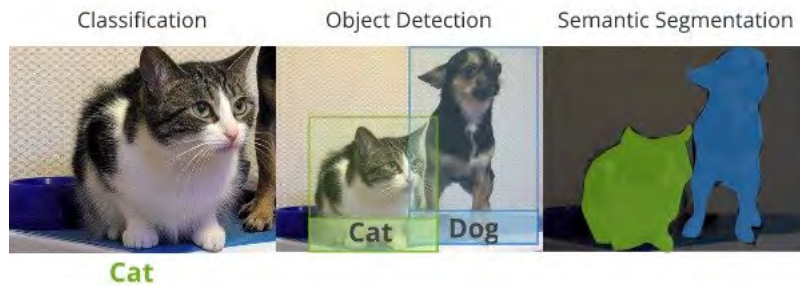 Classification
Object Detection
Semantic Segmentation
Cat
Dog
Cat